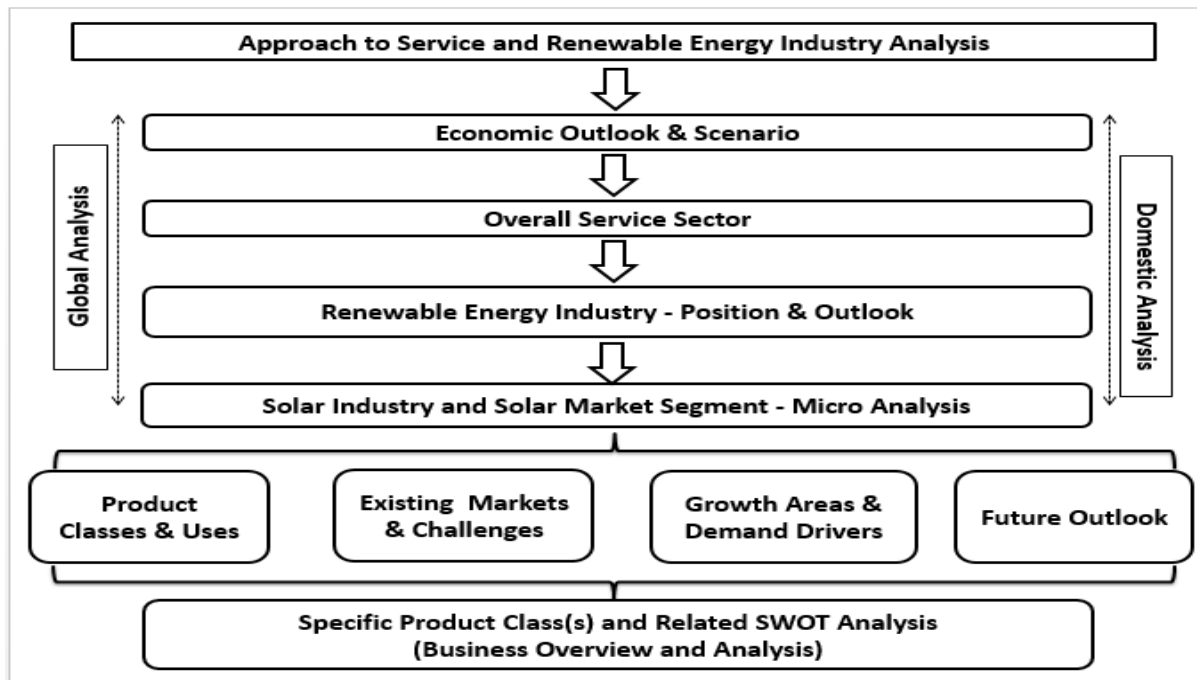 Approach to Service and Renewable Energy Industry Analysis
Economic Outlook & Scenario
Overall Service Sector
Renewable Energy Industry - Position & Outlook
Solar Industry and Solar Market Segment - Micro Analysis
Global Analysis
Domestic Analysis
Product
Classes & Uses
Existing Markets
& Challenges
Growth Areas &
Demand Drivers
Future Outlook
Specific Product Class(s) and Related SWOT Analysis
(Business Overview and Analysis)